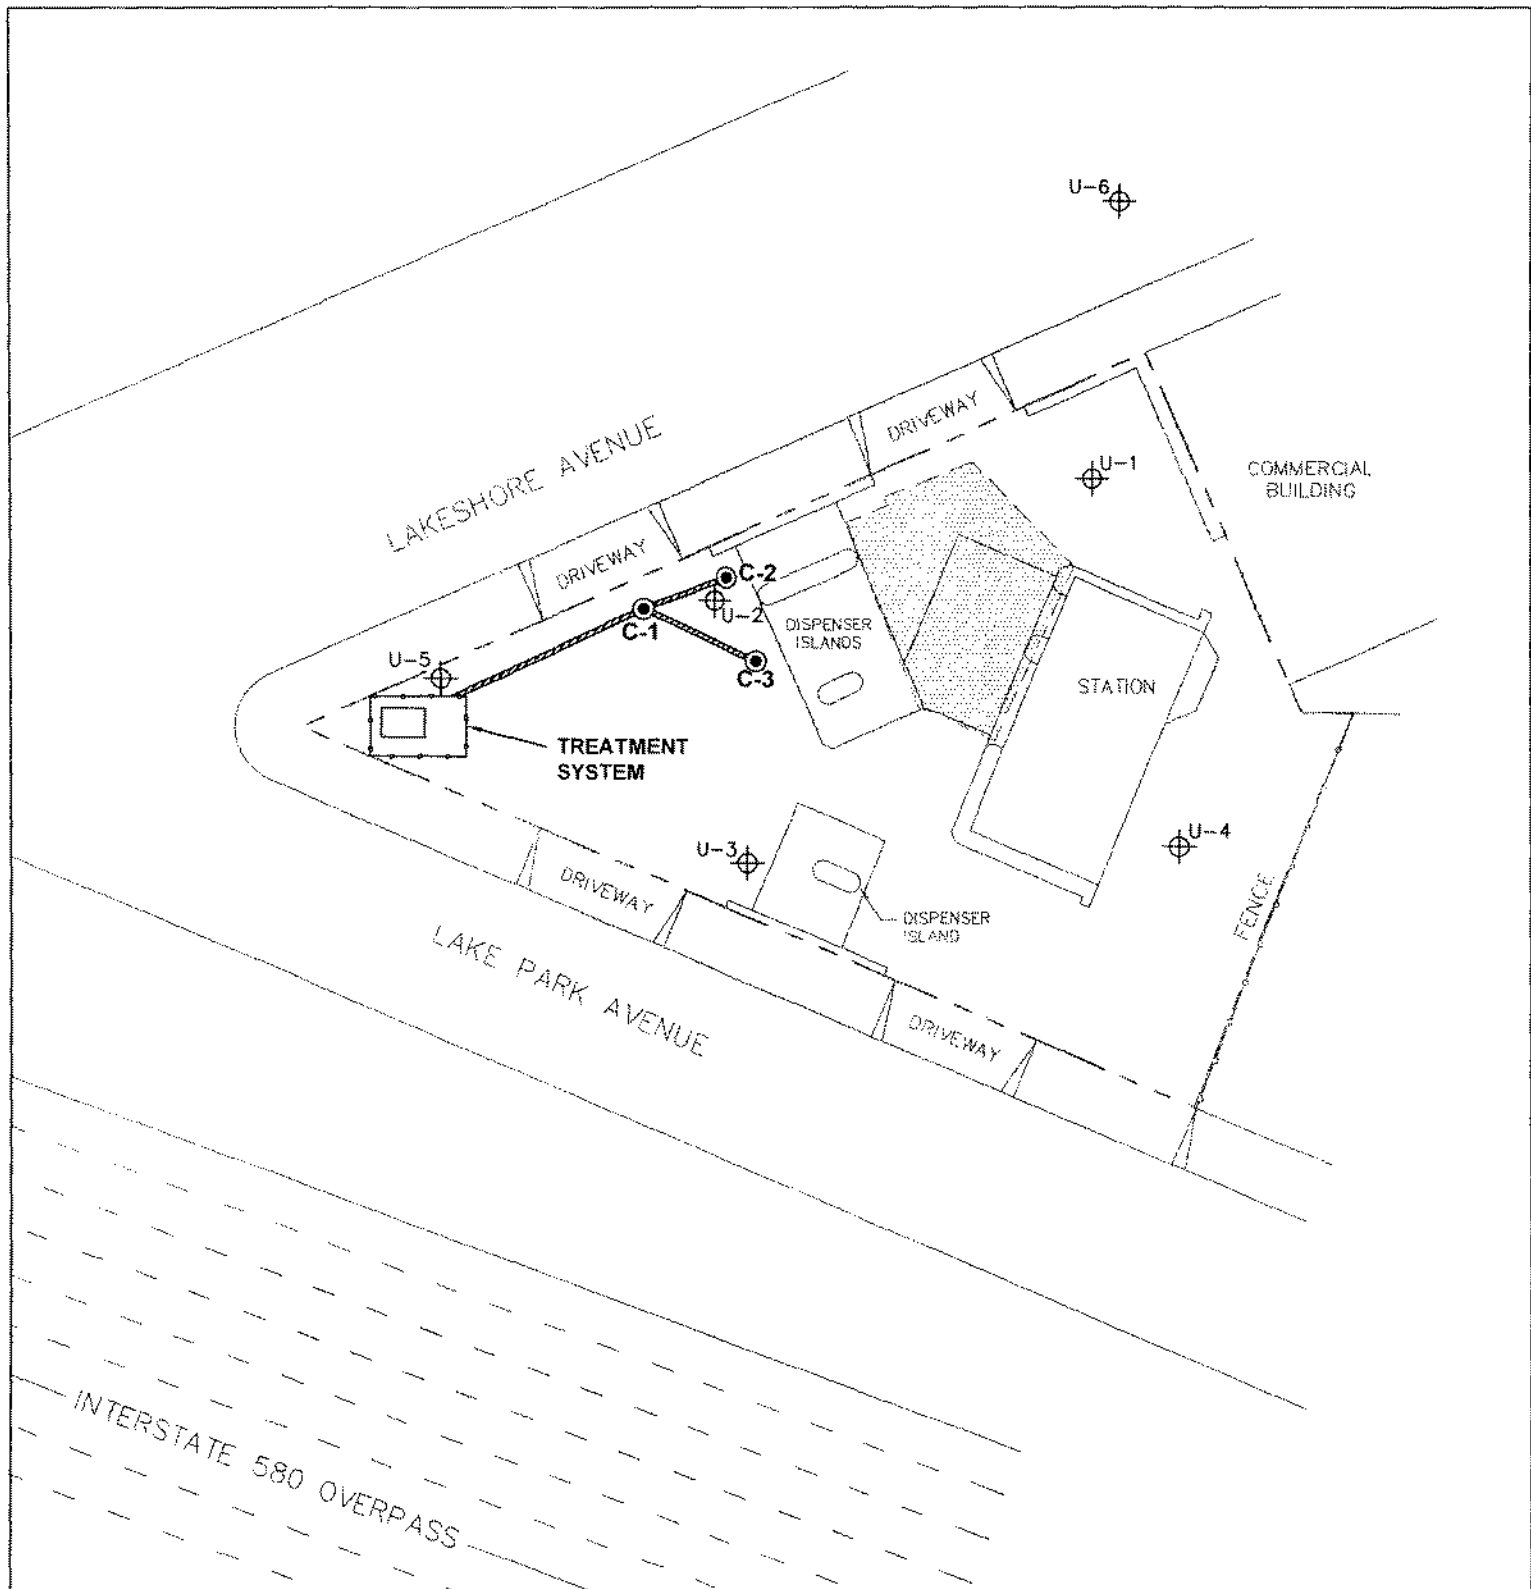 U-6
LAKESHORE AVENUE
DRIVEWAY
U-1
COMMERCIAL
BUILDING
DRIVEWAY
C-2
U-2
C-1
DISPENSER
ISLANDS
U-5
C-3
STATION
TREATMENT
SYSTEM
U-4
U-3
DRIVEWAY
DISPENSER
ISLAND
FENCE
LAKE PARK AVENUE
DRIVEWAY
INTERSTATE 580 OVERPASS